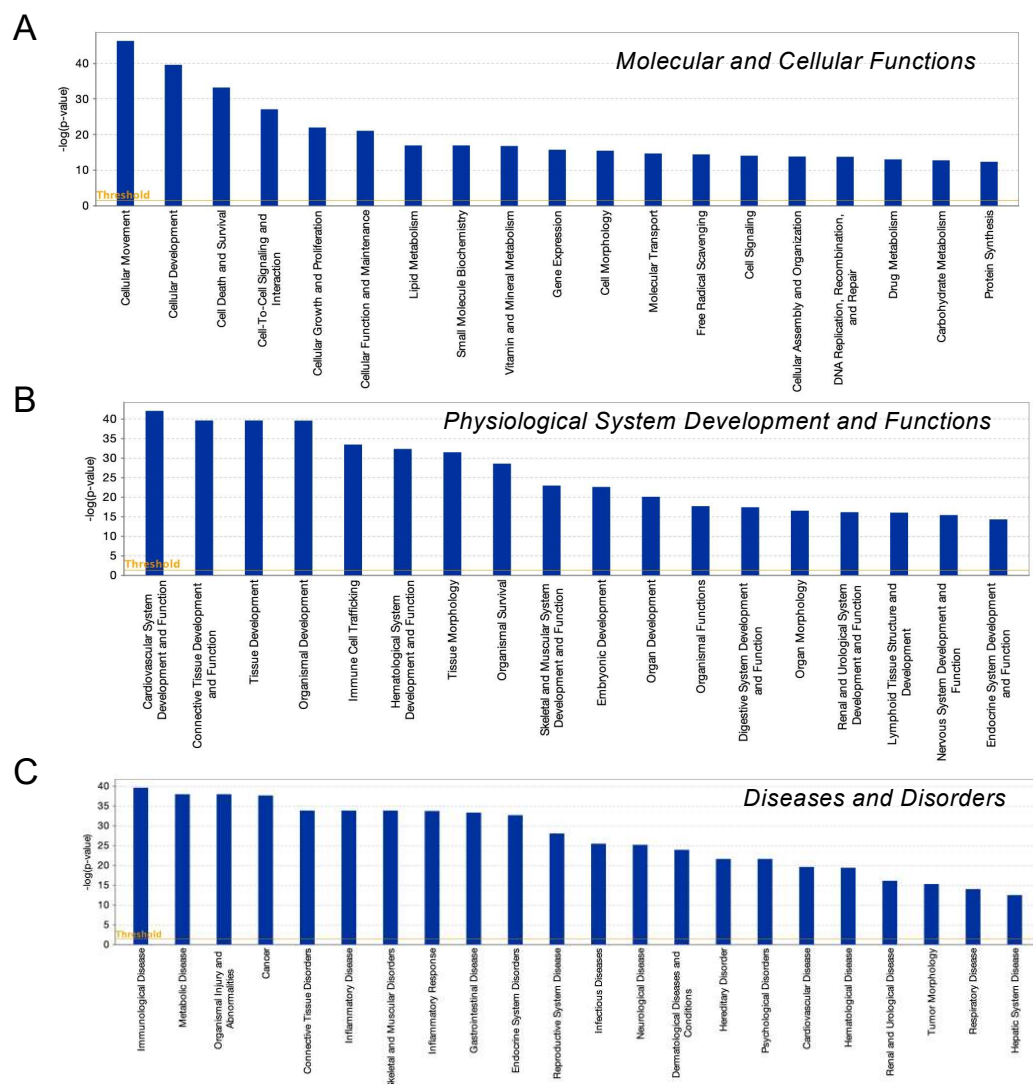 A
Molecular and Cellular Functions
-log(p-value)
40
30
20
10
0
Threshold
Cellular Movement
Cellular Development
Cell Death and Survival
Cell-To-Cell Signaling and
Interaction
Cellular Growth and Proliferation
Cellular Function and Maintenance
Lipid Metabolism
Small Molecule Biochemistry
Vitamin and Mineral Metabolism
Gene Expression
Cell Morphology
Molecular Transport
Free Radical Scavenging
Cell Signaling
Cellular Assembly and Organization
DNA Replication, Recombination,
and Repair
Drug Metabolism
Carbohydrate Metabolism
Protein Synthesis
B
Physiological System Development and Functions
-log(p-value)
40
35
30
25
20
15
10
5
0
Threshold
Cardiovascular System
Development and Function
Connective Tissue Development
and Function
Tissue Development
Organismal Development
Immune Cell Trafficking
Hematological System
Development and Function
Tissue Morphology
Organismal Survival
Skeletal and Muscular System
Development and Function
Embryonic Development
Organ Development
Organismal Functions
Digestive System Development
and Function
Organ Morphology
Renal and Urological System
Development and Function
Lymphoid Tissue Structure and
Development
Nervous System Development and
Function
Endocrine System Development
and Function
C
Diseases and Disorders
-log(p-value)
40
35
30
25
20
15
10
5
0
Threshold
Immunological Disease
Metabolic Disease
Organismal Injury and
Abnormalities
Cancer
Connective Tissue Disorders
Inflammatory Disease
Skeletal and Muscular Disorders
Inflammatory Response
Gastrointestinal Disease
Endocrine System Disorders
Reproductive System Disease
Infectious Diseases
Neurological Disease
Dermatological Diseases and
Conditions
Hereditary Disorder
Psychological Disorders
Cardiovascular Disease
Hematological Disease
Renal and Urological Disease
Tumor Morphology
Respiratory Disease
Hepatic System Disease